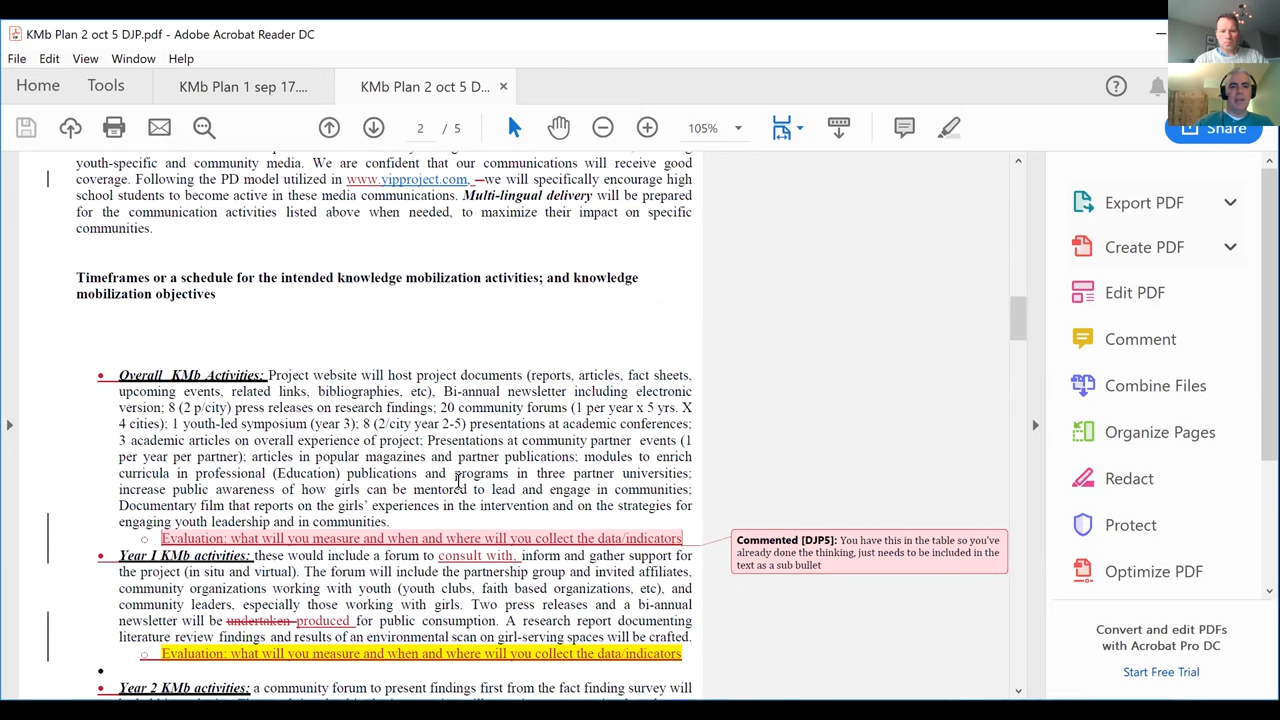 KMb Plan 2 oct 5 DJP.pdf - Adobe Acrobat Reader DC
File Edit View Window Help
Home Tools KMb Plan 1 sep 17.... KMb Plan 2 oct 5 D... ×
2 / 5 105% Share
youth-specific and community media. We are confident that our communications will receive good
coverage. Following the PD model utilized in www.yipproject.com, we will specifically encourage high
school students to become active in these media communications. Multi-lingual delivery will be prepared
for the communication activities listed above when needed, to maximize their impact on specific
communities.
Timeframes or a schedule for the intended knowledge mobilization activities; and knowledge
mobilization objectives
• Overall KMb Activities: Project website will host project documents (reports, articles, fact sheets,
upcoming events, related links, bibliographies, etc), Bi-annual newsletter including electronic
version; 8 (2 p/city) press releases on research findings; 20 community forums (1 per year x 5 yrs. X
4 cities); 1 youth-led symposium (year 3); 8 (2/city year 2-5) presentations at academic conferences;
3 academic articles on overall experience of project; Presentations at community partner events (1
per year per partner); articles in popular magazines and partner publications; modules to enrich
curricula in professional (Education) publications and programs in three partner universities;
increase public awareness of how girls can be mentored to lead and engage in communities;
Documentary film that reports on the girls’ experiences in the intervention and on the strategies for
engaging youth leadership and in communities.
○ Evaluation: what will you measure and when and where will you collect the data/indicators
• Year 1 KMb activities: these would include a forum to consult with, inform and gather support for
the project (in situ and virtual). The forum will include the partnership group and invited affiliates,
community organizations working with youth (youth clubs, faith based organizations, etc), and
community leaders, especially those working with girls. Two press releases and a bi-annual
newsletter will be undertaken produced for public consumption. A research report documenting
literature review findings and results of an environmental scan on girl-serving spaces will be crafted.
○ Evaluation: what will you measure and when and where will you collect the data/indicators
•
• Year 2 KMb activities: a community forum to present findings first from the fact finding survey will
Commented [DJP5]: You have this in the table so you’ve
already done the thinking, just needs to be included in the
text as a sub bullet
Export PDF
Create PDF
Edit PDF
Comment
Combine Files
Organize Pages
Redact
Protect
Optimize PDF
Convert and edit PDFs
with Acrobat Pro DC
Start Free Trial